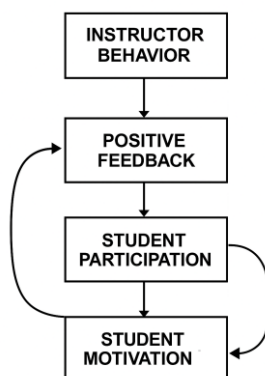 INSTRUCTOR
BEHAVIOR
POSITIVE
FEEDBACK
STUDENT
PARTICIPATION
STUDENT
MOTIVATION